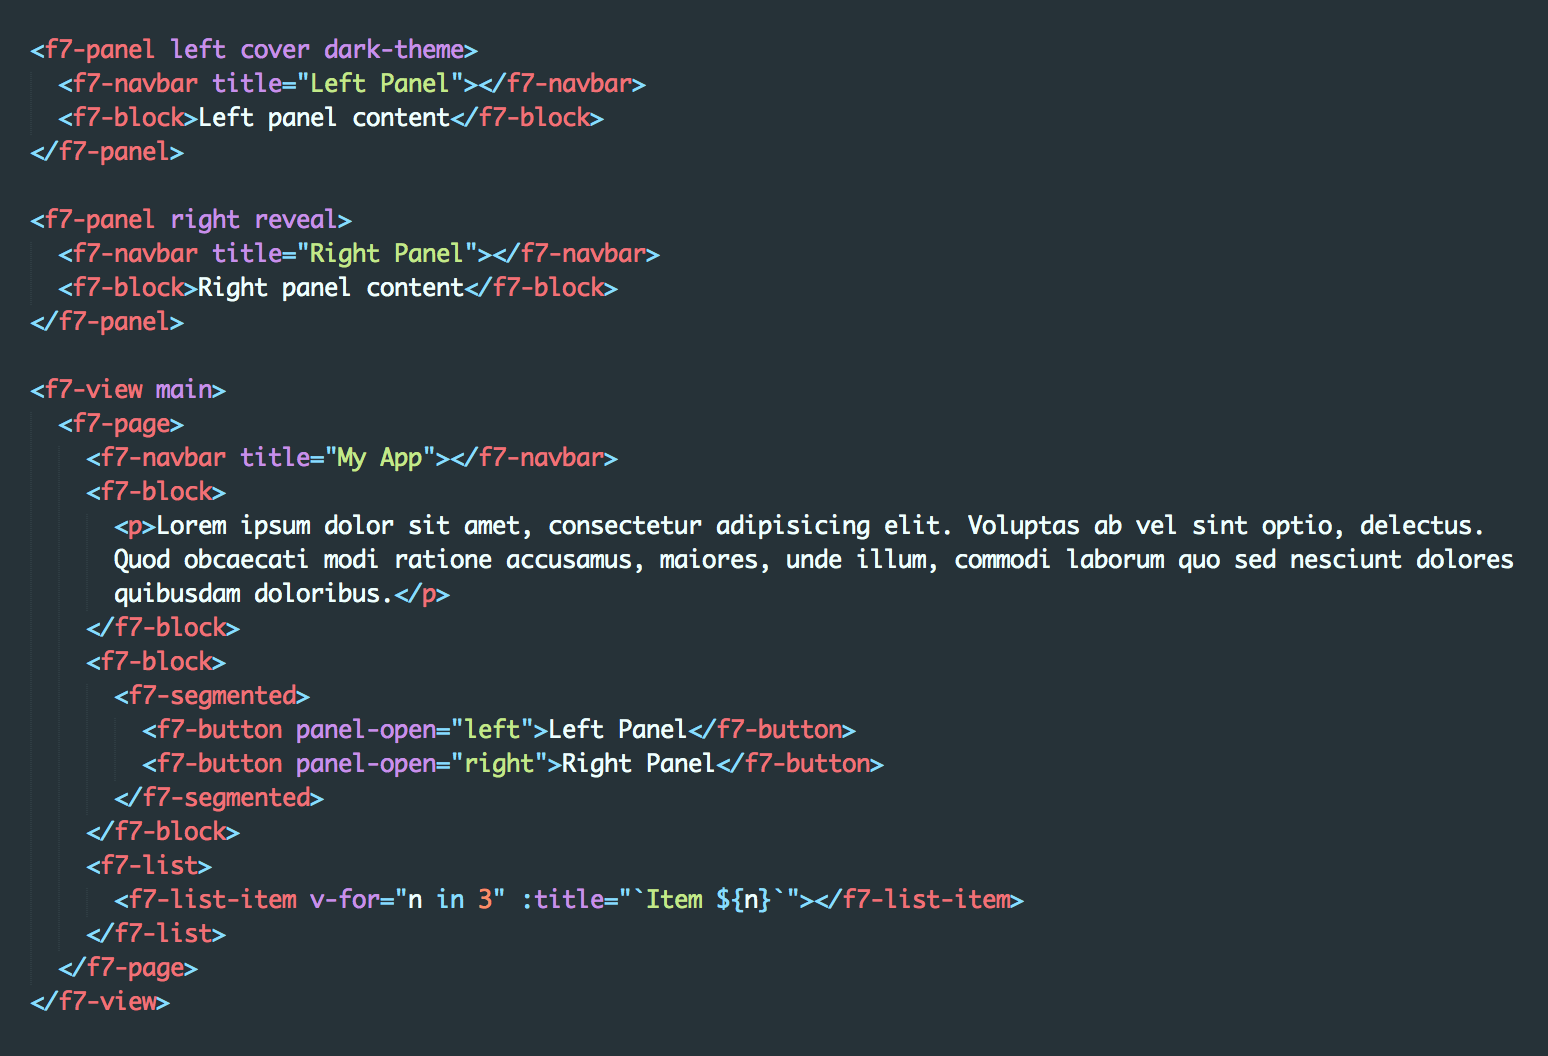 <f7-panel left cover dark-theme>
  <f7-navbar title="Left Panel"></f7-navbar>
  <f7-block>Left panel content</f7-block>
</f7-panel>

<f7-panel right reveal>
  <f7-navbar title="Right Panel"></f7-navbar>
  <f7-block>Right panel content</f7-block>
</f7-panel>

<f7-view main>
  <f7-page>
    <f7-navbar title="My App"></f7-navbar>
    <f7-block>
      <p>Lorem ipsum dolor sit amet, consectetur adipisicing elit. Voluptas ab vel sint optio, delectus.
      Quod obcaecati modi ratione accusamus, maiores, unde illum, commodi laborum quo sed nesciunt dolores
      quibusdam doloribus.</p>
    </f7-block>
    <f7-block>
      <f7-segmented>
        <f7-button panel-open="left">Left Panel</f7-button>
        <f7-button panel-open="right">Right Panel</f7-button>
      </f7-segmented>
    </f7-block>
    <f7-list>
      <f7-list-item v-for="n in 3" :title="`Item ${n}`"></f7-list-item>
    </f7-list>
  </f7-page>
</f7-view>